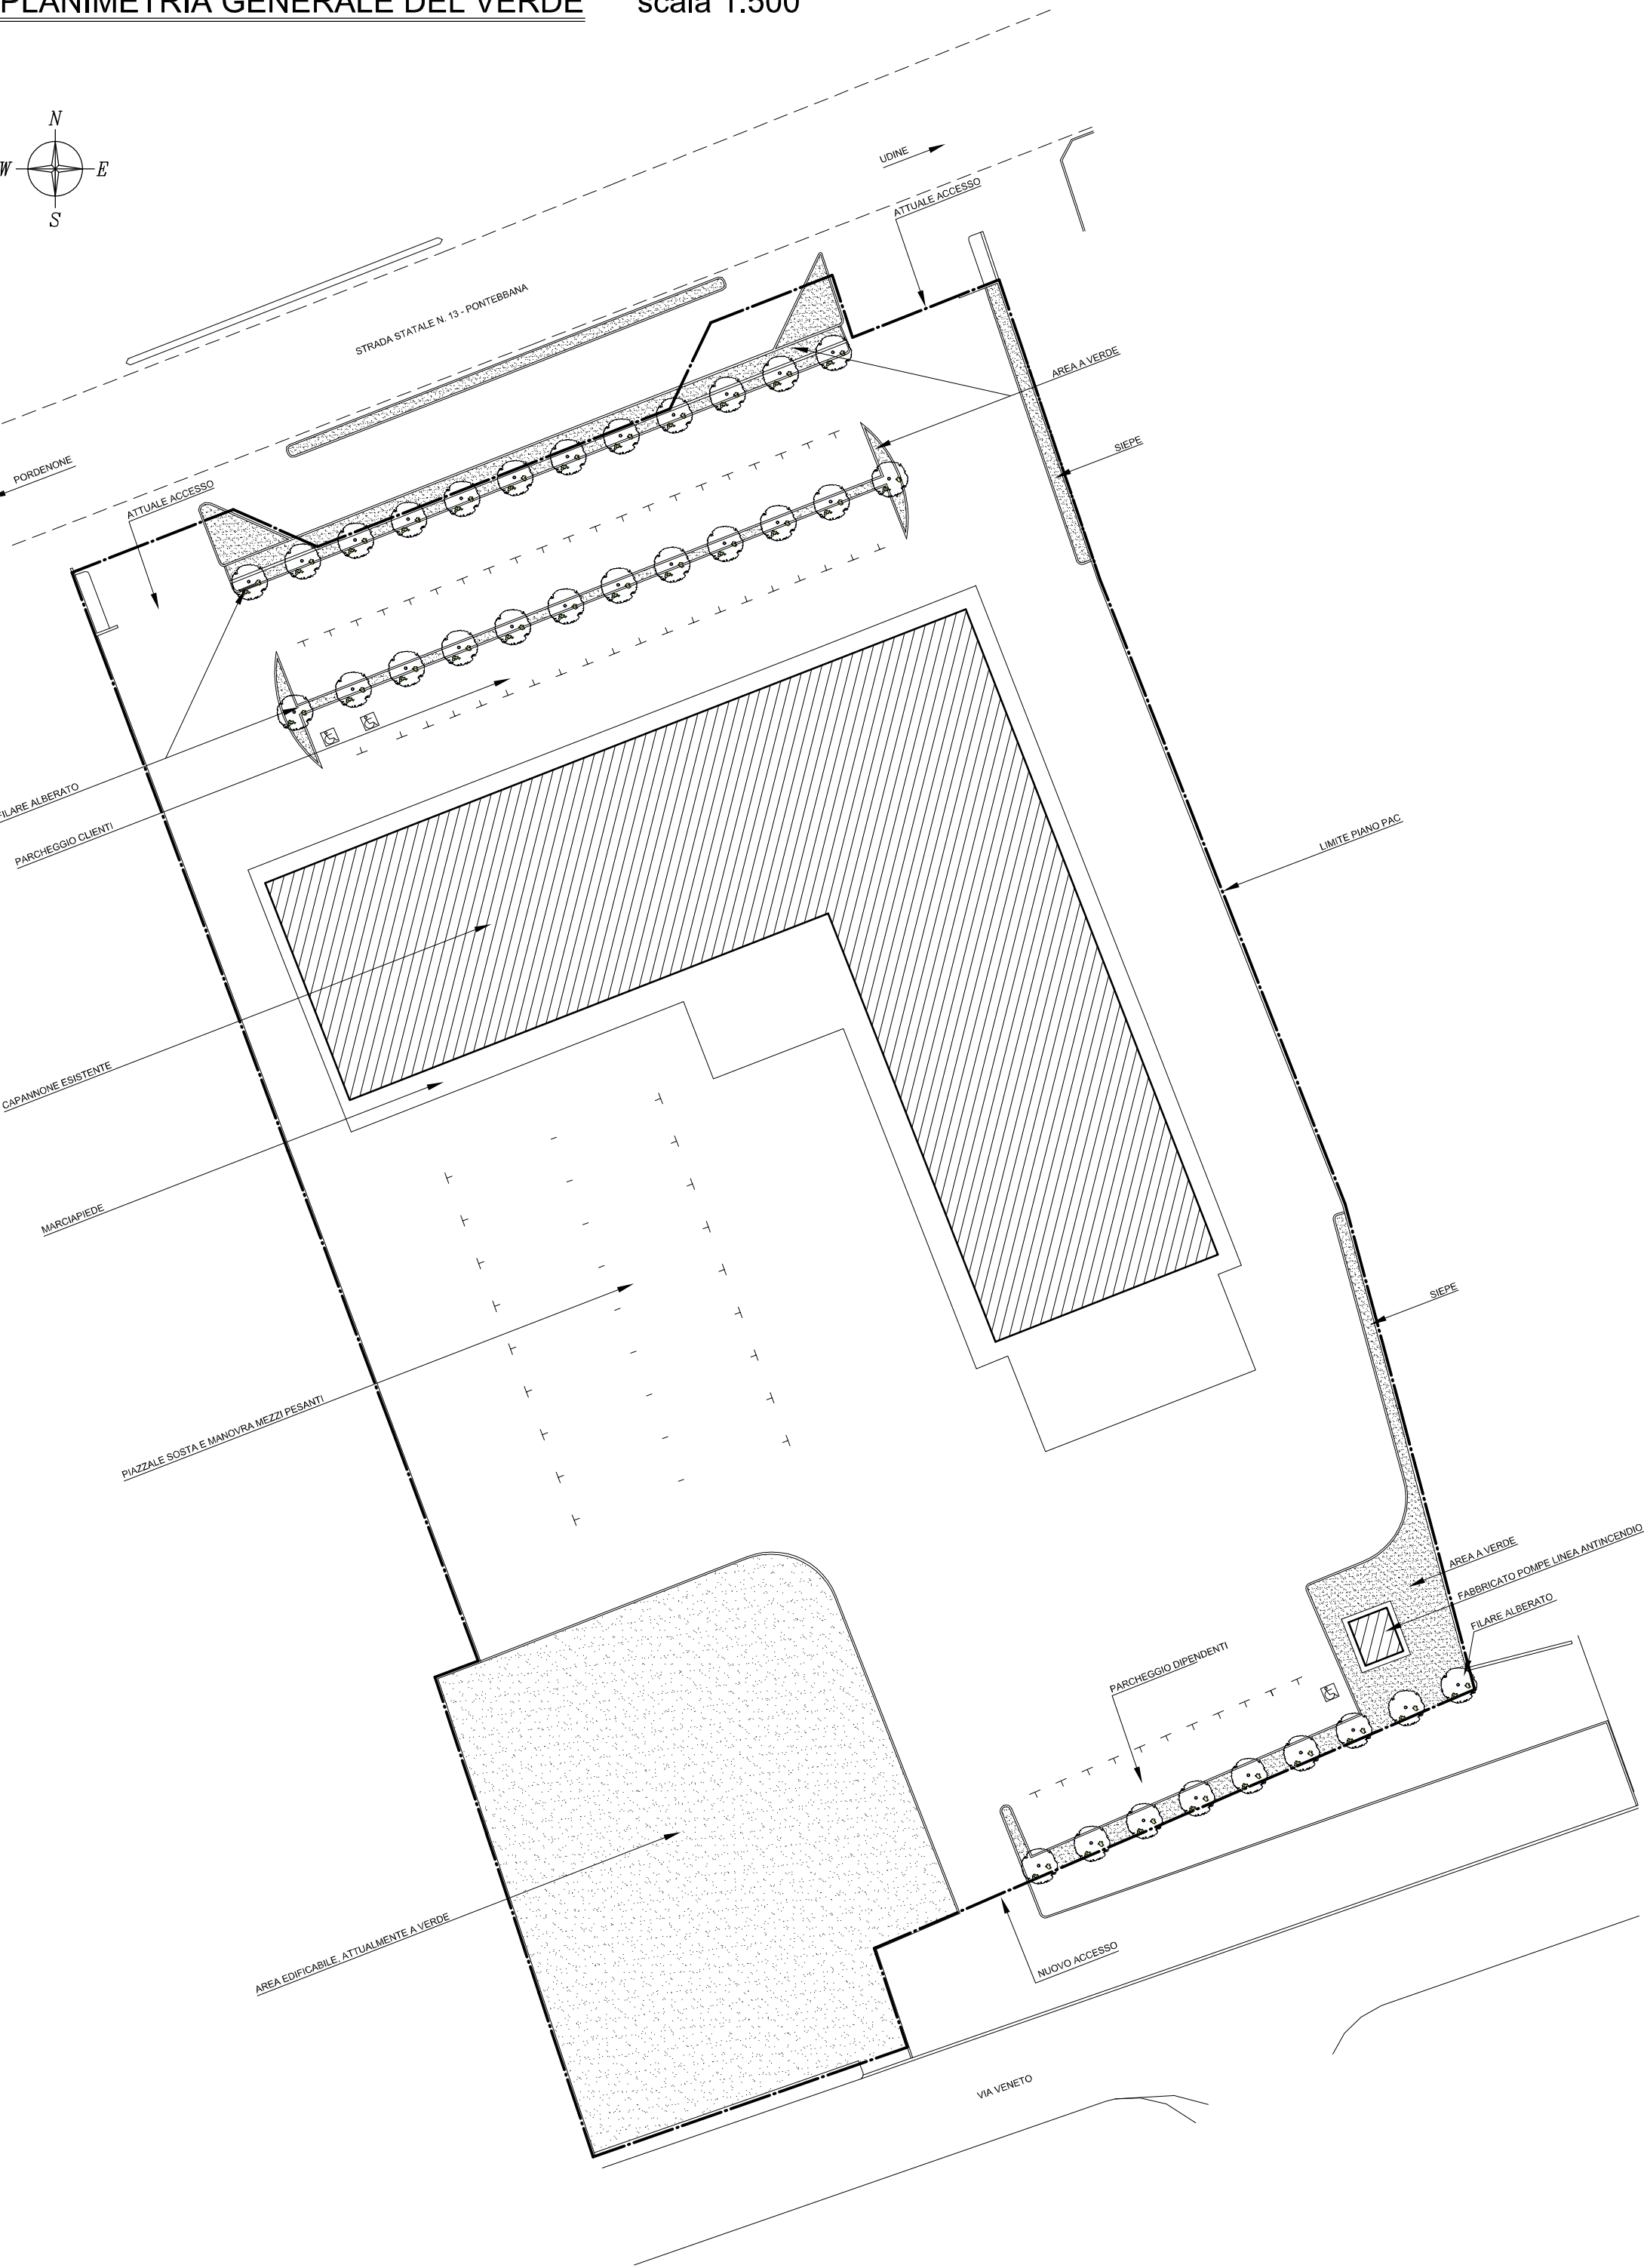 PLANIMETRIA GENERALE DEL VERDE scala 1:500
N
W E
S
UDINE
ATTUALE ACCESSO
STRADA STATALE N. 13 - PONTEBBANA
AREA A VERDE
SIEPE
PORDENONE
ATTUALE ACCESSO
FILARE ALBERATO
PARCHEGGIO CLIENTI
LIMITE PIANO PAC
CAPANNONE ESISTENTE
MARCIAPIEDE
SIEPE
PIAZZALE SOSTA E MANOVRA MEZZI PESANTI
AREA A VERDE
FABBRICATO POMPE LINEA ANTINCENDIO
FILARE ALBERATO
PARCHEGGIO DIPENDENTI
AREA EDIFICABILE, ATTUALMENTE A VERDE
NUOVO ACCESSO
VIA VENETO